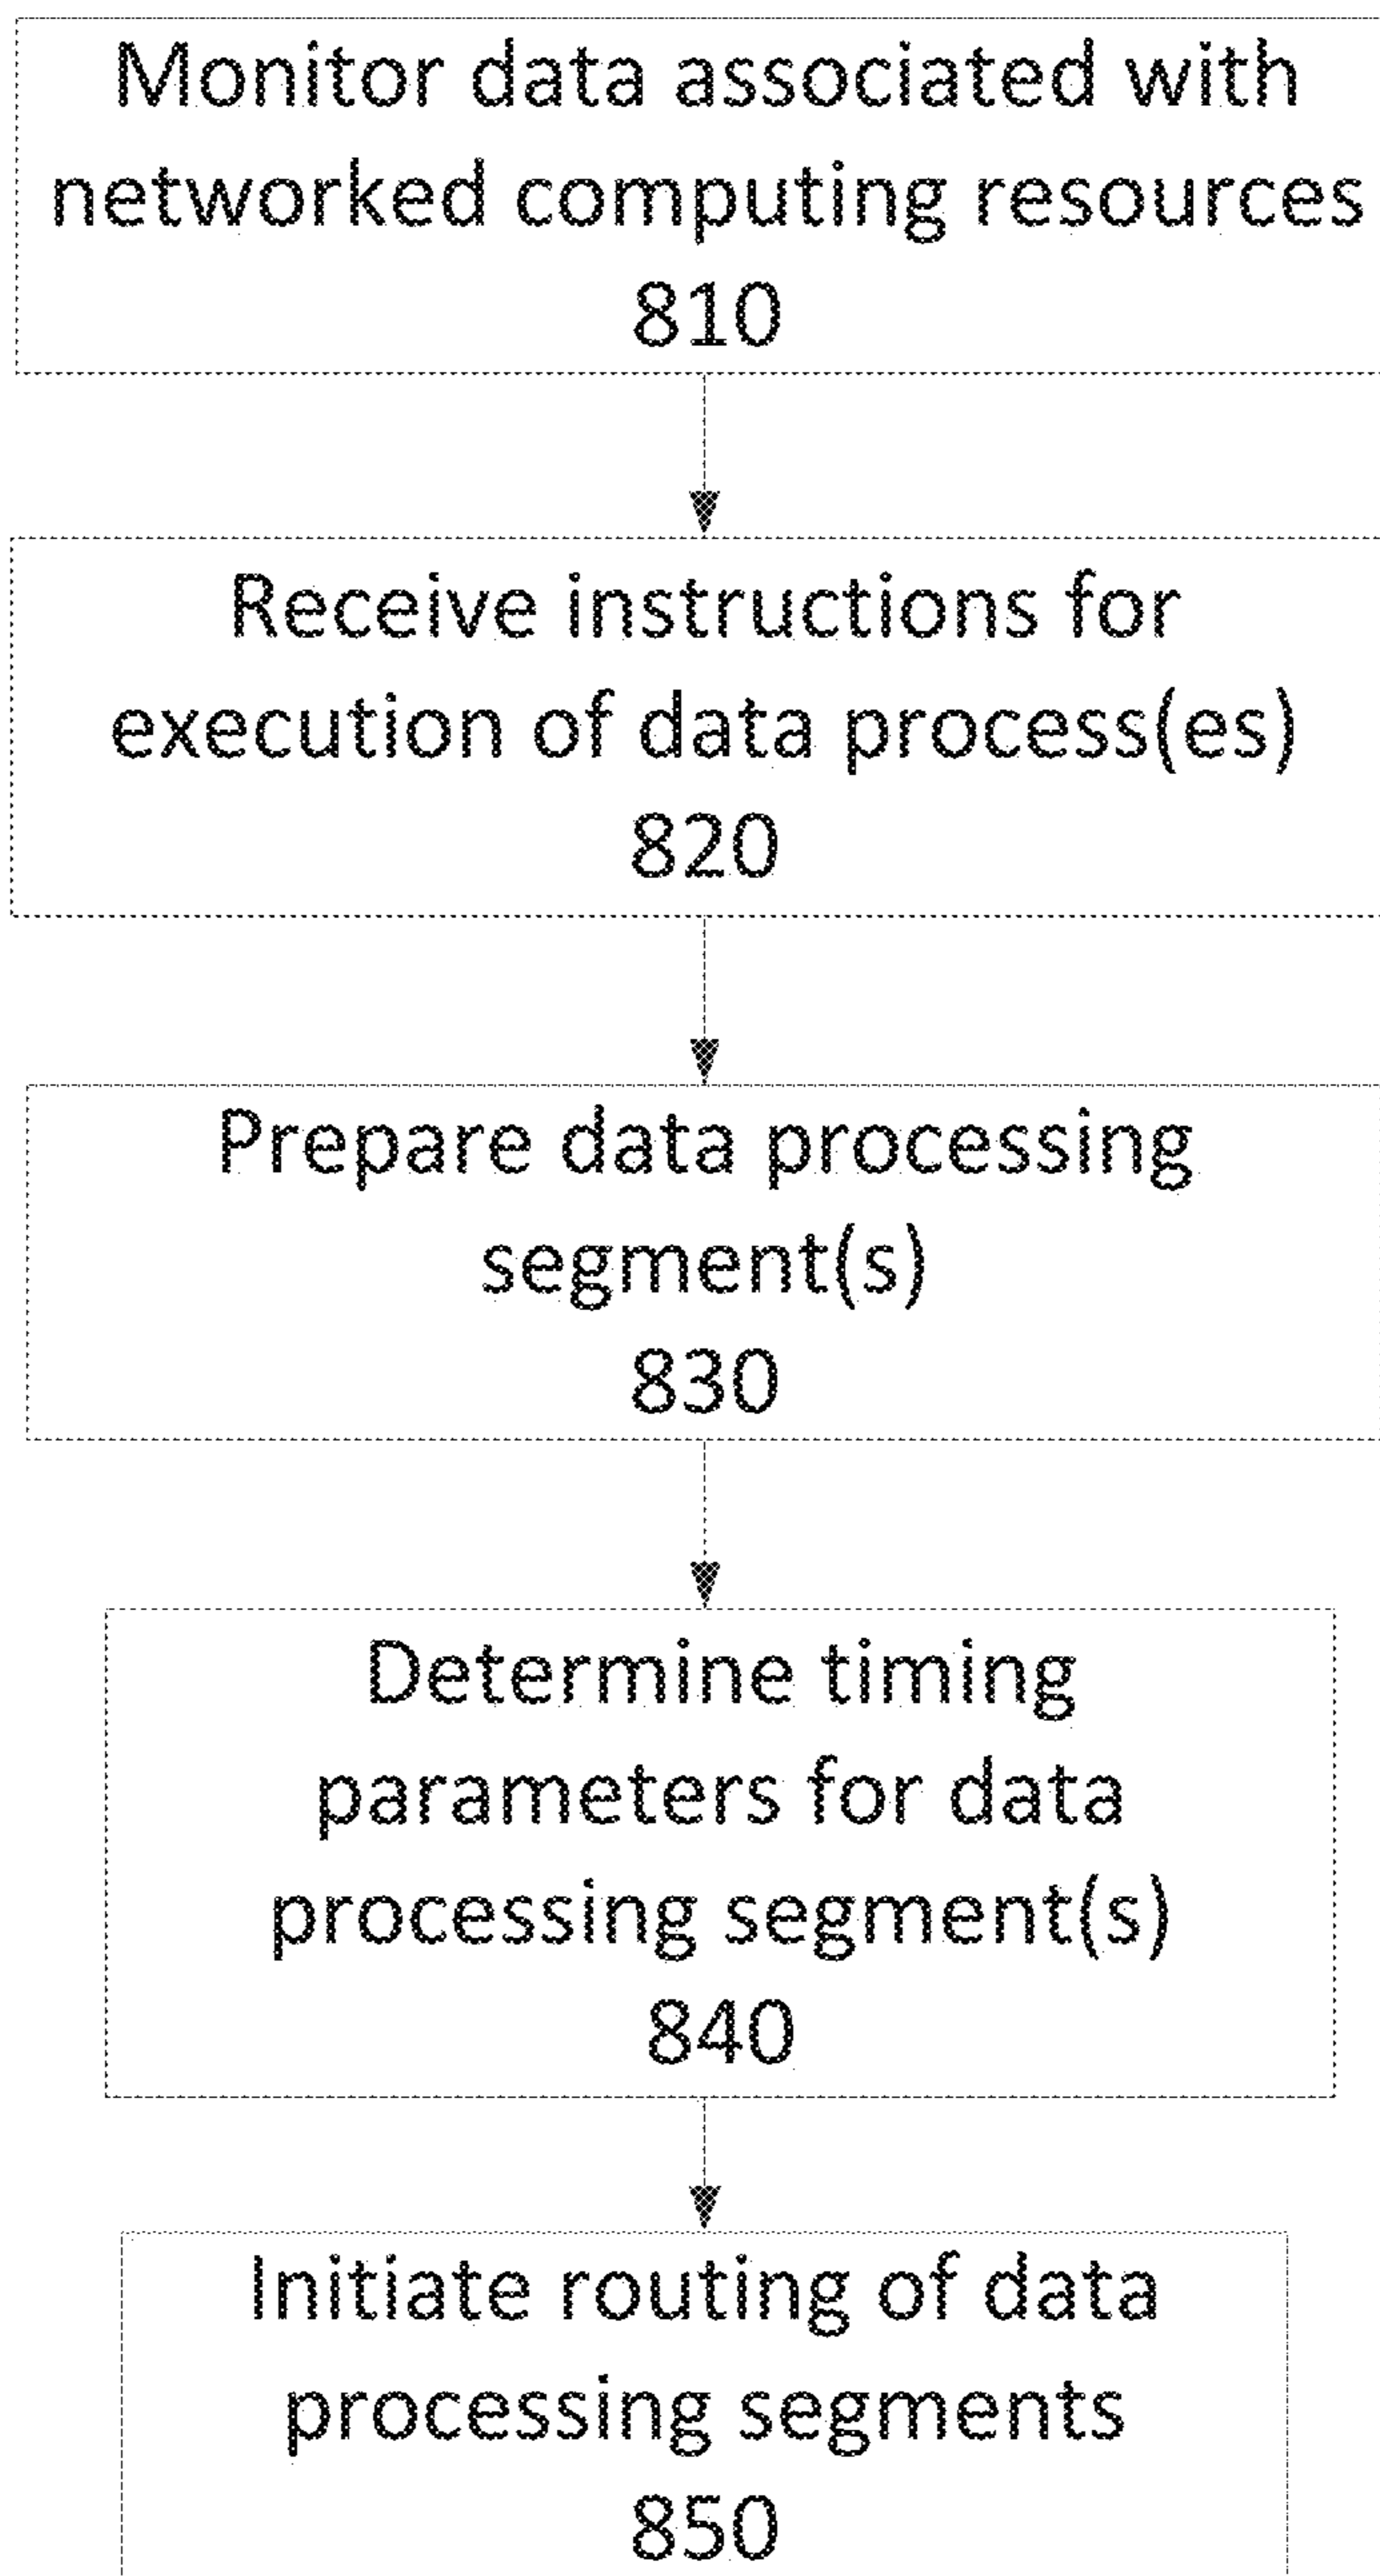 Monitor data associated with
networked computing resources
810
Receive instructions for
execution of data process(es)
820
Prepare data processing
segment(s)
830
Determine timing
parameters for data
processing segment(s)
840
Initiate routing of data
processing segments
850